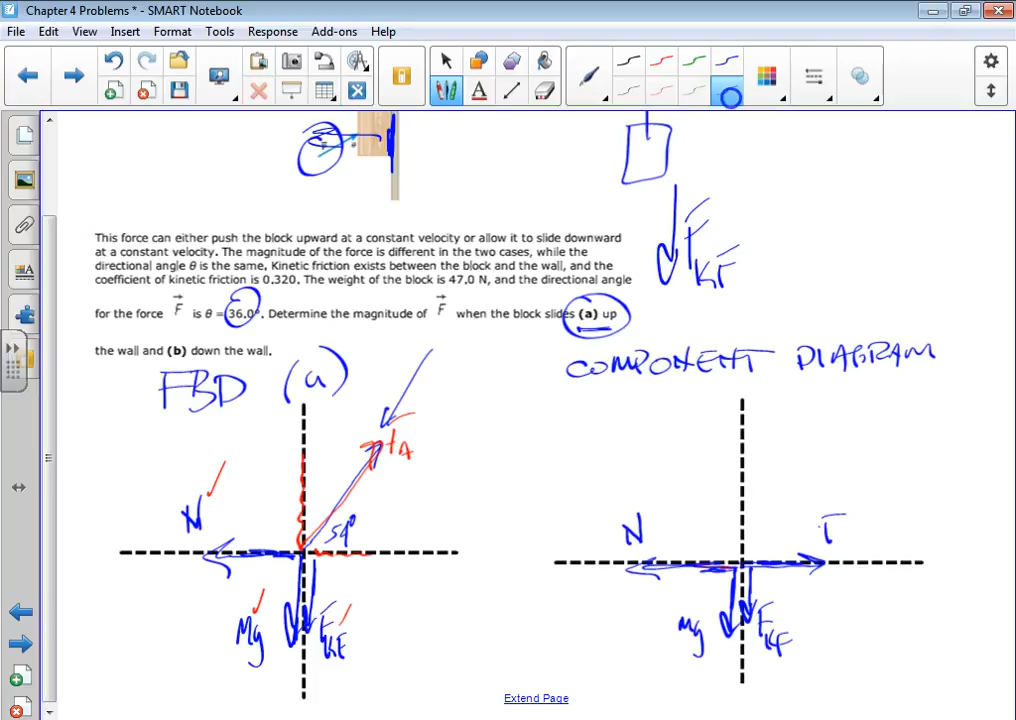 Chapter 4 Problems * - SMART Notebook
File Edit View Insert Format Tools Response Add-ons Help
F
KF
This force can either push the block upward at a constant velocity or allow it to slide downward
at a constant velocity. The magnitude of the force is different in the two cases, while the
directional angle θ is the same. Kinetic friction exists between the block and the wall, and the
coefficient of kinetic friction is 0.320. The weight of the block is 47.0 N, and the directional angle
for the force F is θ = 36.0°. Determine the magnitude of F when the block slides (a) up
the wall and (b) down the wall.
COMPONENT DIAGRAM
FBD (a)
FA
N
54°
N
Mg
FKF
mg
FKF
Extend Page